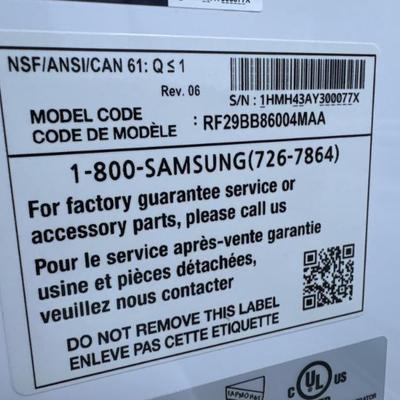 NSF/ANSI/CAN 61: Q ≤ 1
Rev. 06
S/N : 1HMH43AY300077X
MODEL CODE
CODE DE MODÈLE : RF29BB86004MAA
1-800-SAMSUNG(726-7864)
For factory guarantee service or
accessory parts, please call us
Pour le service après-vente garantie
usine et pièces détachées,
veuillez nous contacter
DO NOT REMOVE THIS LABEL
ENLEVE PAS CETTE ETIQUETTE
C UL US